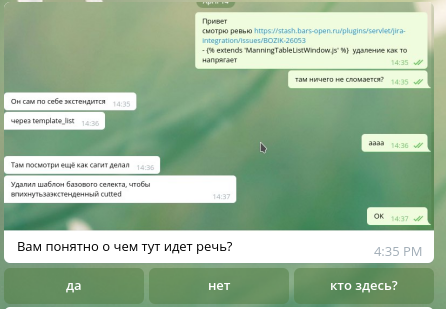 Привет
смотрю ревью https://stash.bars-open.ru/plugins/servlet/jira-
integration/issues/BOZIK-26053
- {% extends 'ManningTableListWindow.js' %} удаление как то
напрягает
14:35
там ничего не сломается? 14:35
Он сам по себе экстендится 14:35
через template_list 14:36
аааа 14:36
Там посмотри ещё как сагит делал 14:36
Удалил шаблон базового селекта, чтобы
впихнутьзаэкстенденный cutted 14:37
OK 14:37
Вам понятно о чем тут идет речь?
4:35 PM
да нет кто здесь?